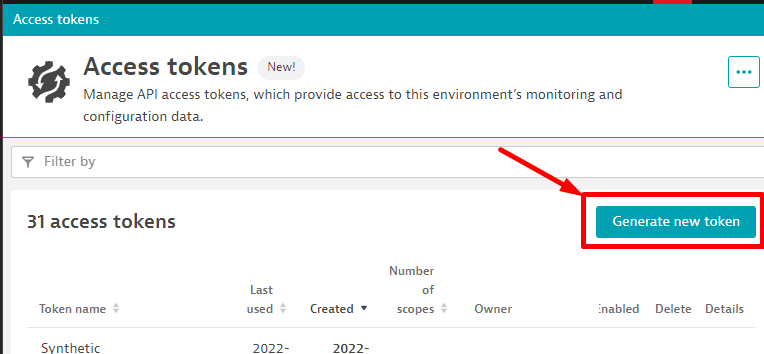 Access tokens
Access tokens New!
Manage API access tokens, which provide access to this environment's monitoring and
configuration data.
Filter by
31 access tokens
Generate new token
Token name Last used Created Number of scopes Owner Enabled Delete Details
Synthetic 2022- 2022-